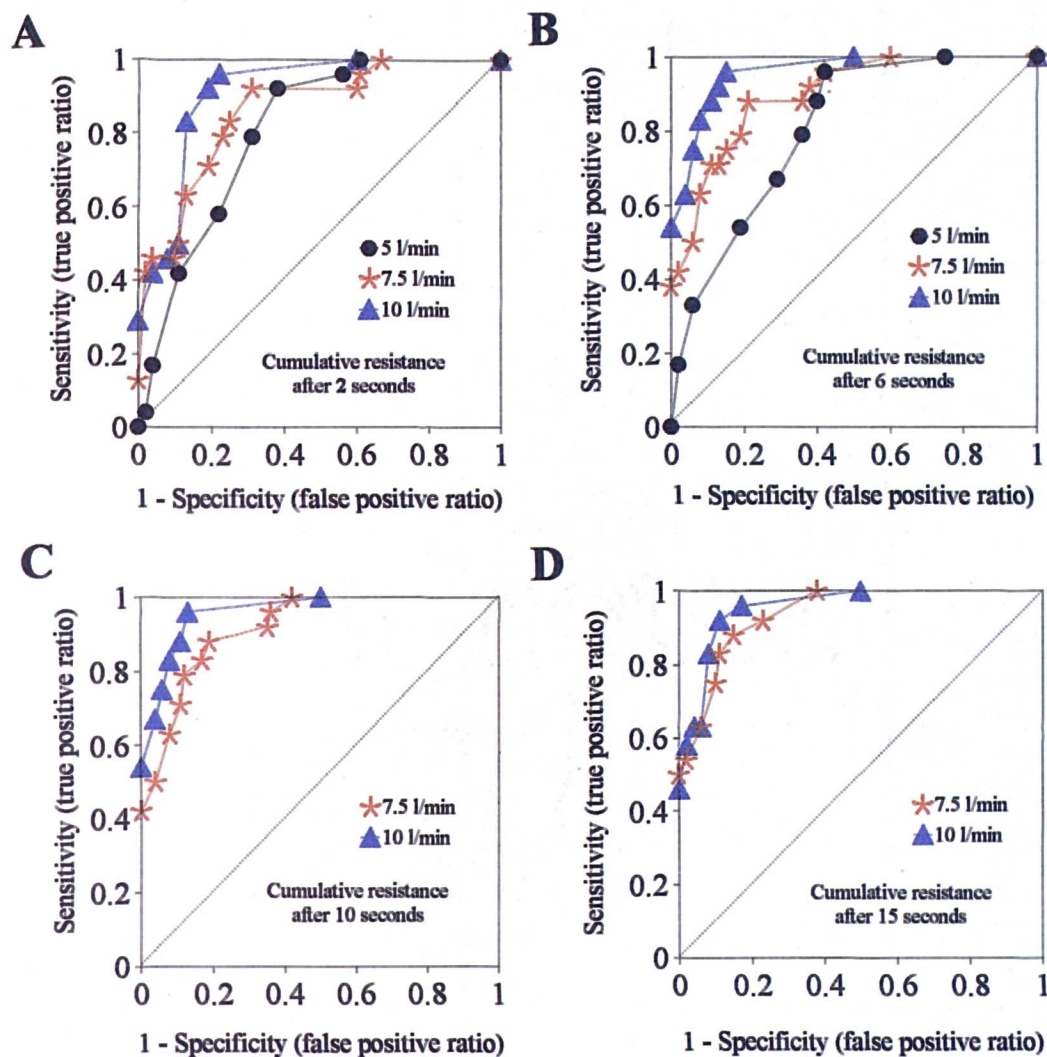 A
Sensitivity (true positive ratio)
1
0.8
0.6
0.4
0.2
0
5 l/min
7.5 l/min
10 l/min
Cumulative resistance
after 2 seconds
0 0.2 0.4 0.6 0.8 1
1 - Specificity (false positive ratio)
B
Sensitivity (true positive ratio)
1
0.8
0.6
0.4
0.2
0
5 l/min
7.5 l/min
10 l/min
Cumulative resistance
after 6 seconds
0 0.2 0.4 0.6 0.8 1
1 - Specificity (false positive ratio)
C
Sensitivity (true positive ratio)
1
0.8
0.6
0.4
0.2
0
7.5 l/min
10 l/min
Cumulative resistance
after 10 seconds
0 0.2 0.4 0.6 0.8 1
1 - Specificity (false positive ratio)
D
Sensitivity (true positive ratio)
1
0.8
0.6
0.4
0.2
0
7.5 l/min
10 l/min
Cumulative resistance
after 15 seconds
0 0.2 0.4 0.6 0.8 1
1 - Specificity (false positive ratio)